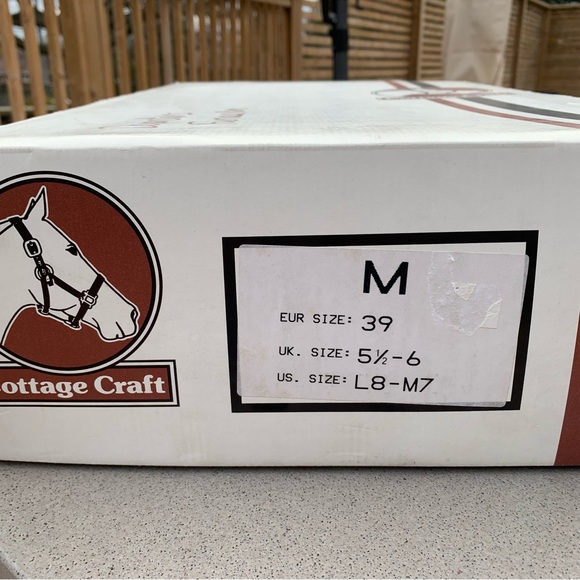 M
EUR SIZE: 39
UK. SIZE: 5½-6
US. SIZE: L8-M7
ottage Craft